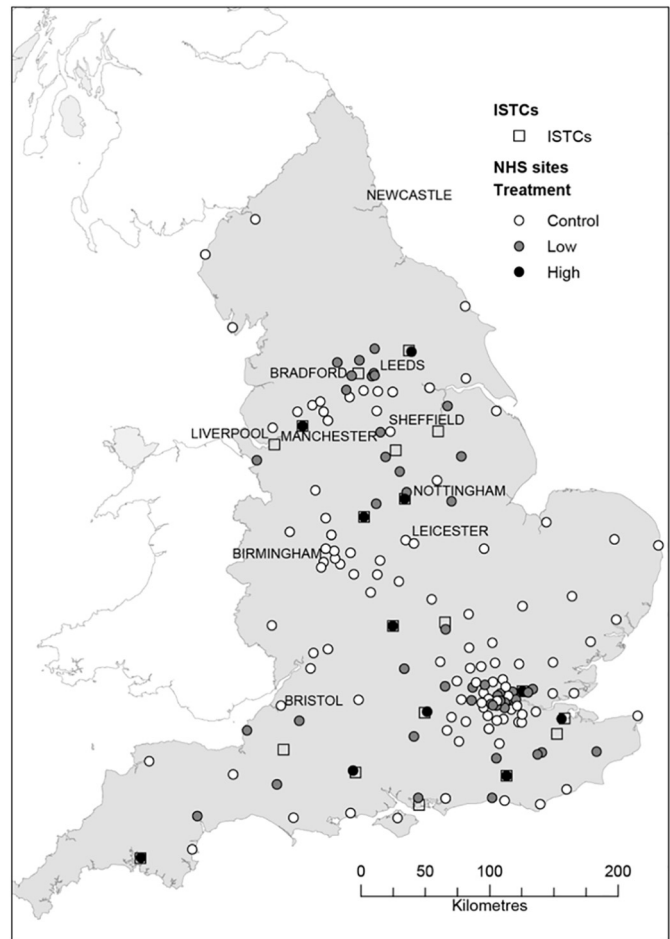 ISTCs
ISTCs
NHS sites
Treatment
Control
Low
High
NEWCASTLE
BRADFORD
LEEDS
LIVERPOOL
MANCHESTER
SHEFFIELD
NOTTINGHAM
LEICESTER
BIRMINGHAM
BRISTOL
0 50 100 200
Kilometres